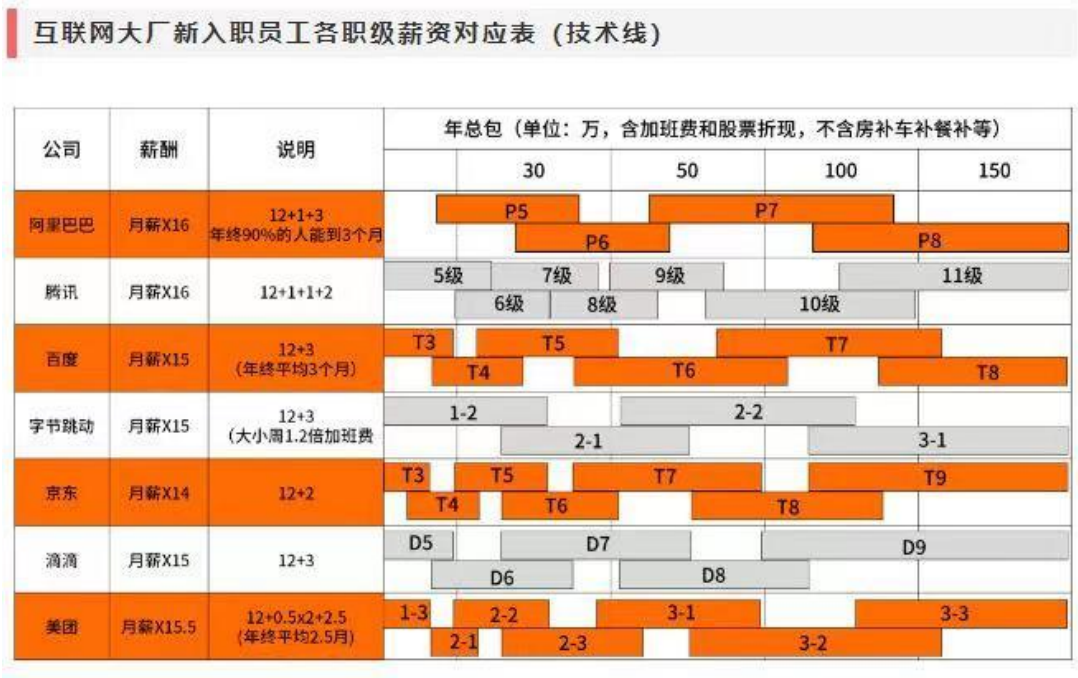 互联网大厂新入职员工各职级薪资对应表（技术线)
公司 薪酬 说明 年总包（单位：万，含加班费和股票折现，不含房补车补餐补等）
30 50 100 150
阿里巴巴 月薪X16 12+1+3
年终90%的人能到3个月
P5 P7
P6 P8
腾讯 月薪X16 12+1+1+2
5级 7级 9级 11级
6级 8级 10级
百度 月薪X15 12+3
（年终平均3个月）
T3 T5 T7
T4 T6 T8
字节跳动 月薪X15 12+3
（大小周1.2倍加班费
1-2 2-2
2-1 3-1
京东 月薪X14 12+2
T3 T5 T7 T9
T4 T6 T8
滴滴 月薪X15 12+3
D5 D7 D9
D6 D8
美团 月薪X15.5 12+0.5x2+2.5
(年终平均2.5月)
1-3 2-2 3-1 3-3
2-1 2-3 3-2